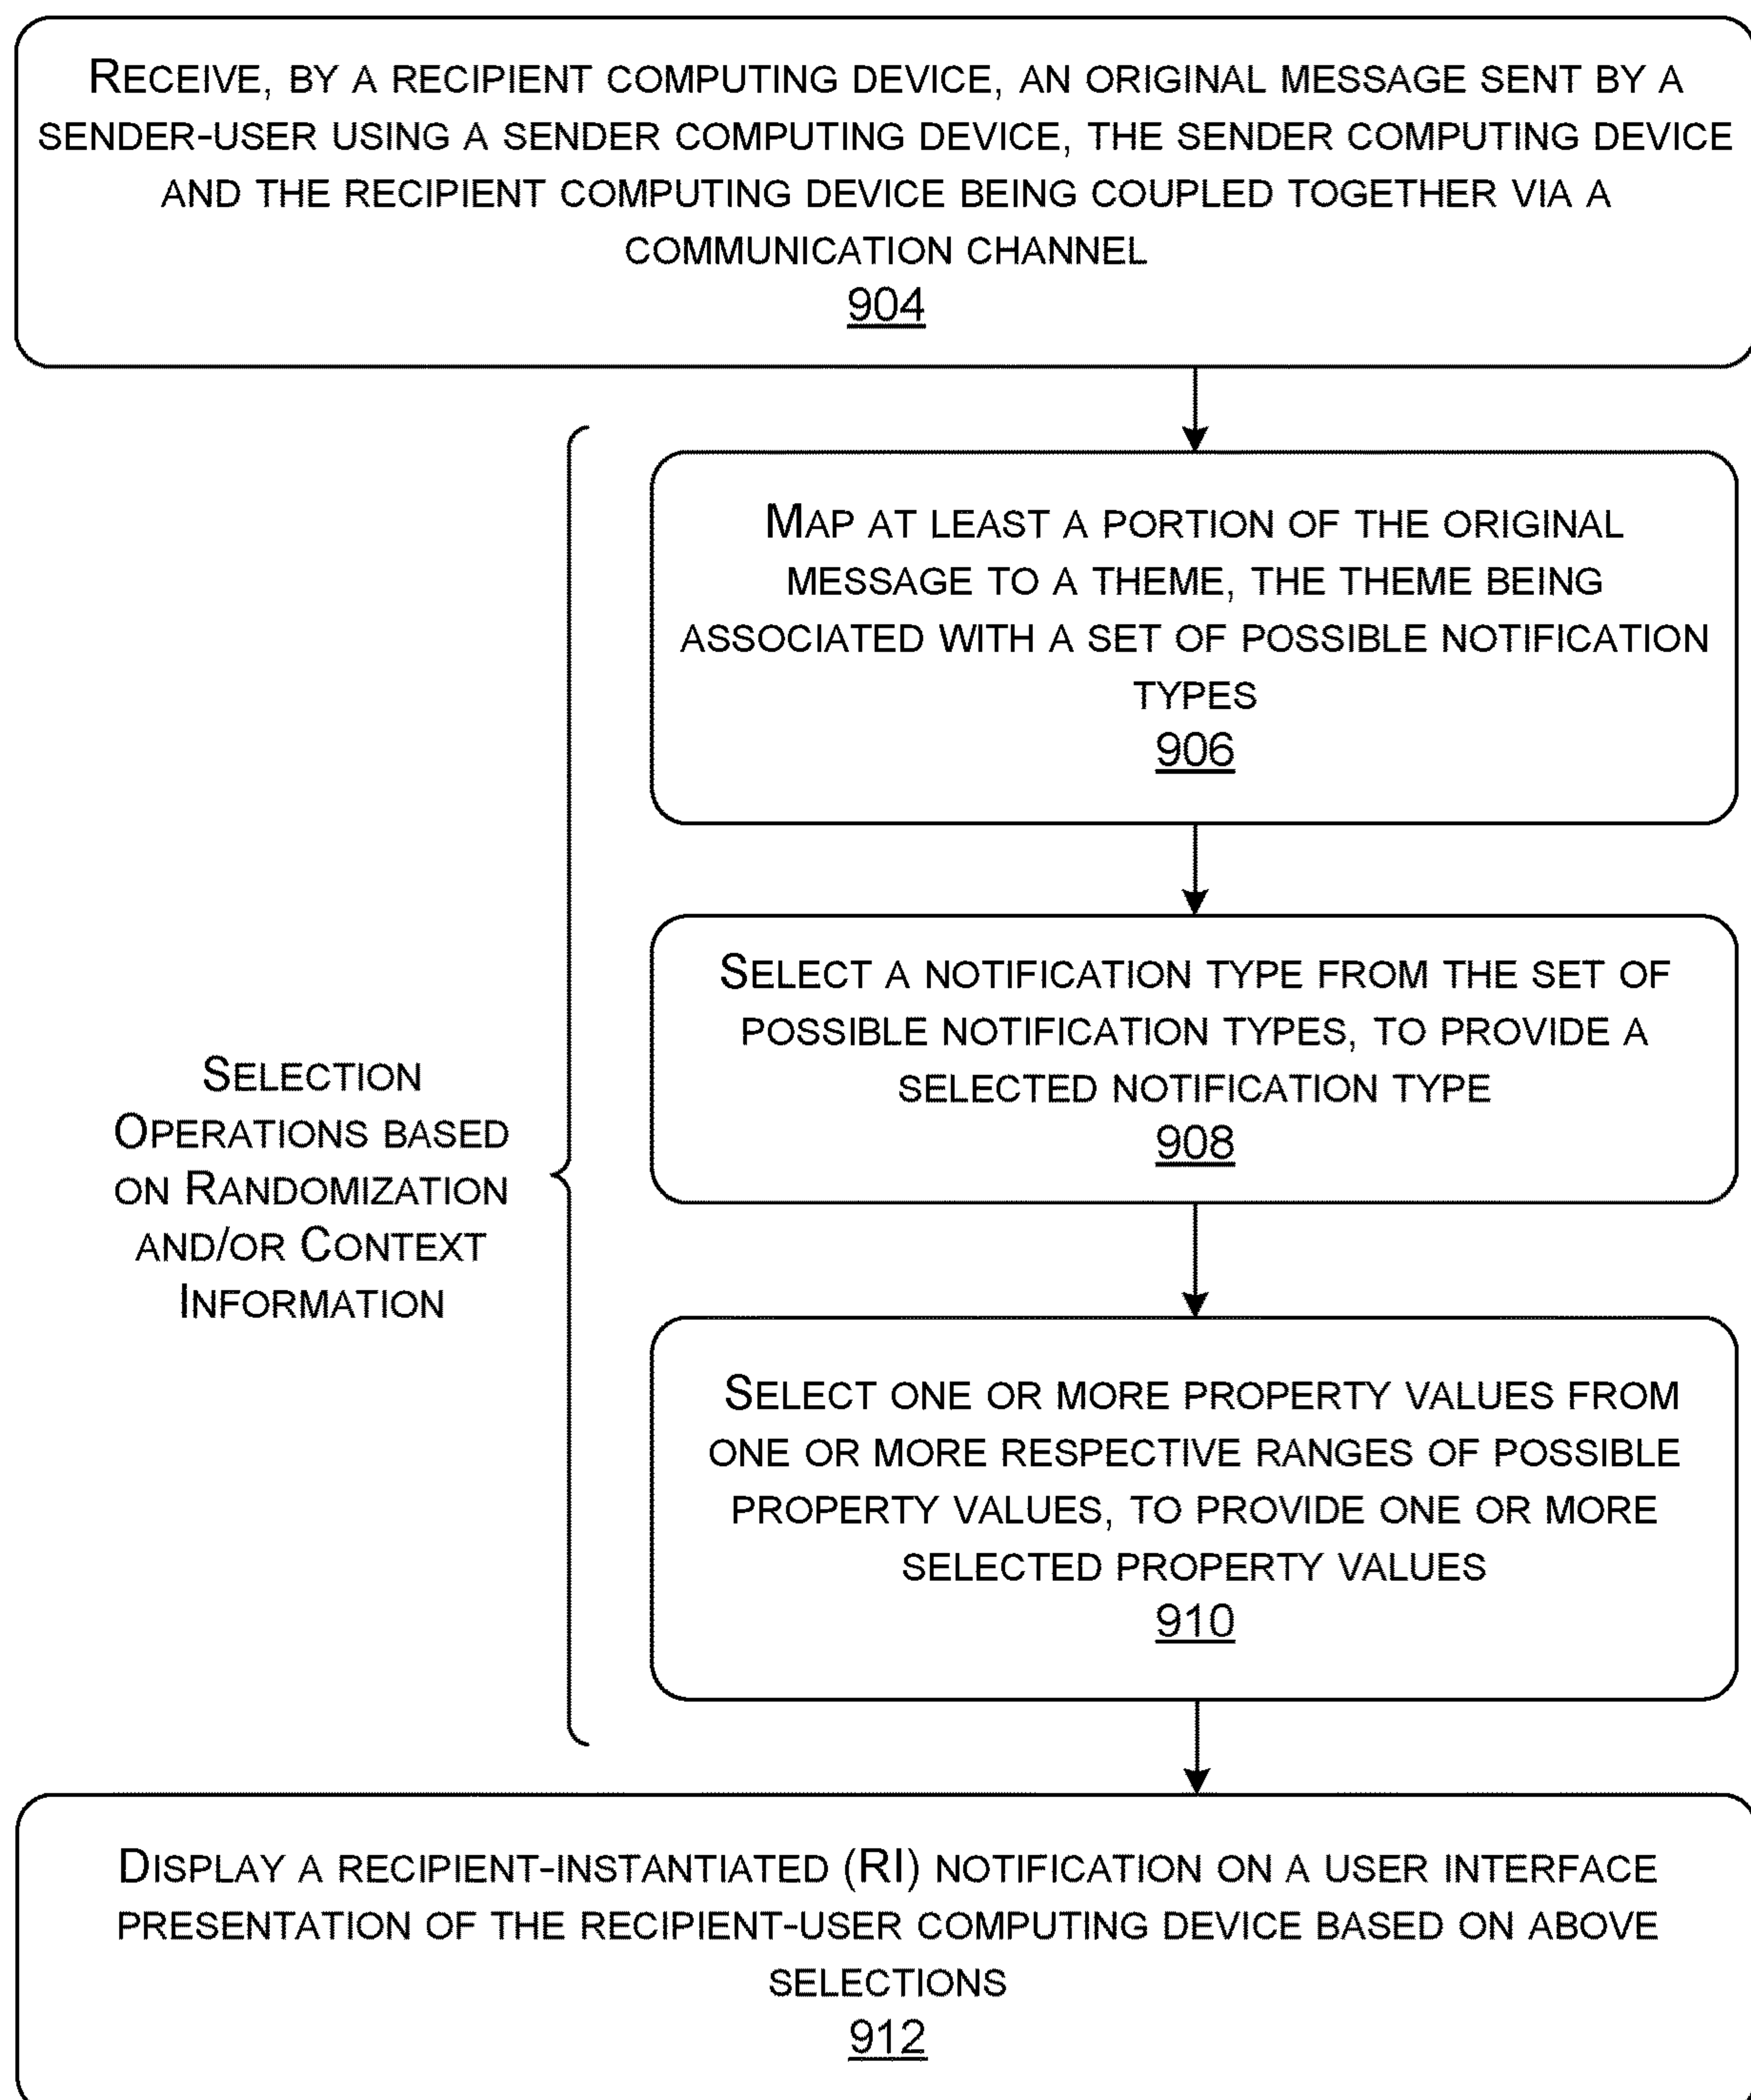 RECEIVE, BY A RECIPIENT COMPUTING DEVICE, AN ORIGINAL MESSAGE SENT BY A
SENDER-USER USING A SENDER COMPUTING DEVICE, THE SENDER COMPUTING DEVICE
AND THE RECIPIENT COMPUTING DEVICE BEING COUPLED TOGETHER VIA A
COMMUNICATION CHANNEL
904
MAP AT LEAST A PORTION OF THE ORIGINAL
MESSAGE TO A THEME, THE THEME BEING
ASSOCIATED WITH A SET OF POSSIBLE NOTIFICATION
TYPES
906
SELECT A NOTIFICATION TYPE FROM THE SET OF
POSSIBLE NOTIFICATION TYPES, TO PROVIDE A
SELECTED NOTIFICATION TYPE
908
SELECTION
OPERATIONS BASED
ON RANDOMIZATION
AND/OR CONTEXT
INFORMATION
SELECT ONE OR MORE PROPERTY VALUES FROM
ONE OR MORE RESPECTIVE RANGES OF POSSIBLE
PROPERTY VALUES, TO PROVIDE ONE OR MORE
SELECTED PROPERTY VALUES
910
DISPLAY A RECIPIENT-INSTANTIATED (RI) NOTIFICATION ON A USER INTERFACE
PRESENTATION OF THE RECIPIENT-USER COMPUTING DEVICE BASED ON ABOVE
SELECTIONS
912